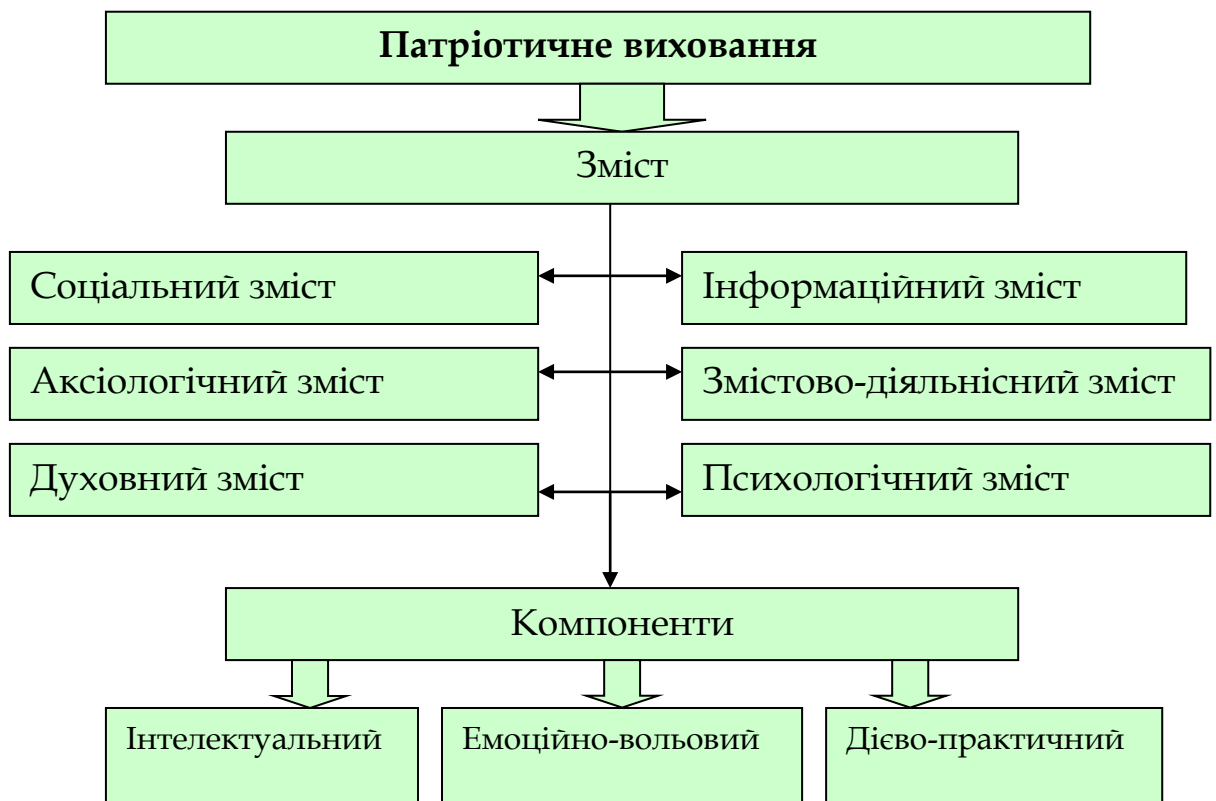 Патріотичне виховання
Зміст
Соціальний зміст
Інформаційний зміст
Аксіологічний зміст
Змістово-діяльнісний зміст
Духовний зміст
Психологічний зміст
Компоненти
Інтелектуальний
Емоційно-вольовий
Дієво-практичний